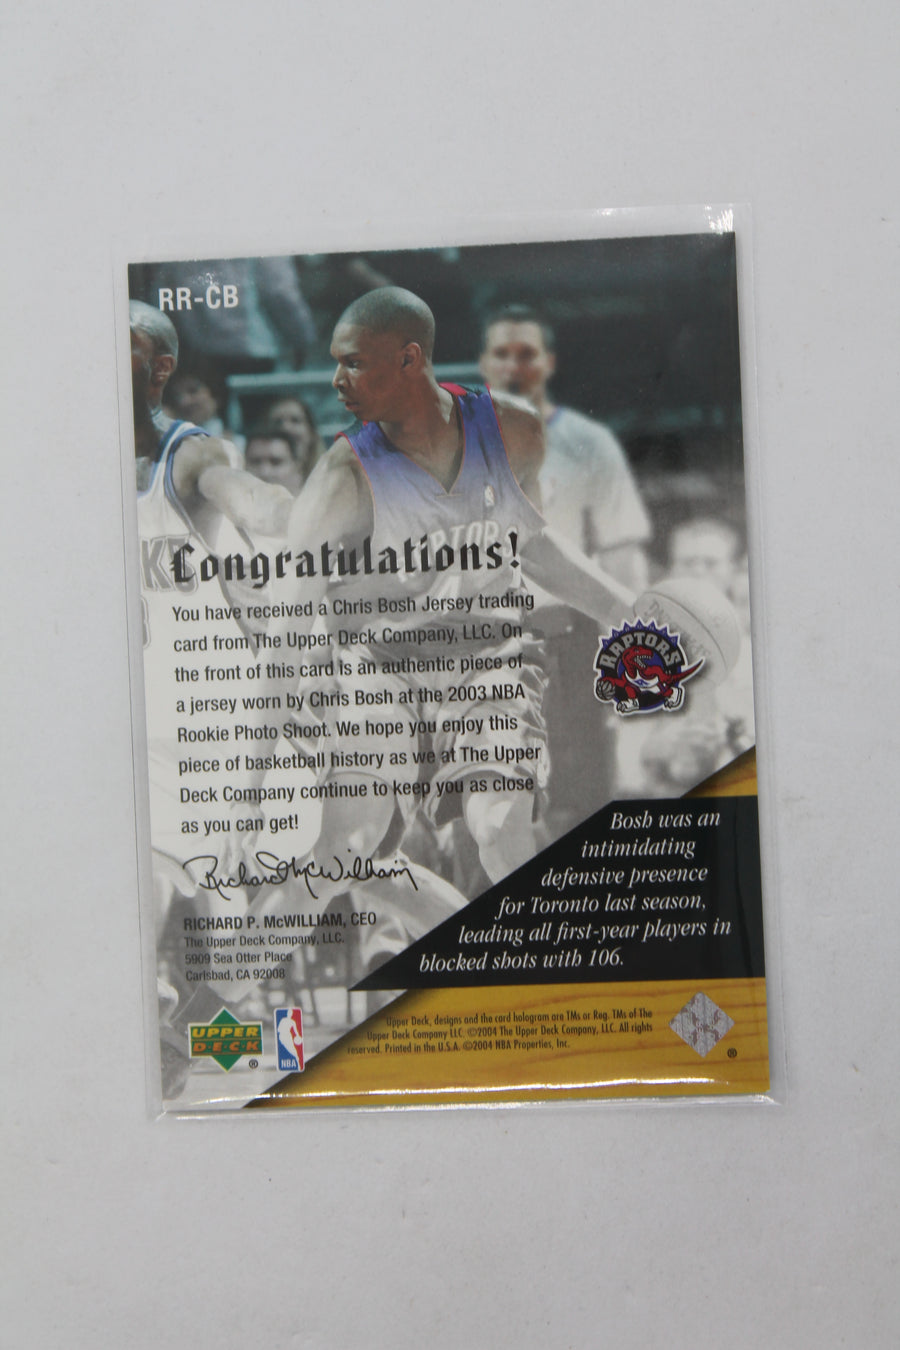 RR-CB
Congratulations!
You have received a Chris Bosh Jersey trading
card from The Upper Deck Company, LLC. On
the front of this card is an authentic piece of
a jersey worn by Chris Bosh at the 2003 NBA
Rookie Photo Shoot. We hope you enjoy this
piece of basketball history as we at The Upper
Deck Company continue to keep you as close
as you can get!
Richard McWilliam
RICHARD P. McWILLIAM, CEO
The Upper Deck Company, LLC.
5909 Sea Otter Place
Carlsbad, CA 92008
RAPTORS
Bosh was an
intimidating
defensive presence
for Toronto last season,
leading all first-year players in
blocked shots with 106.
UPPER
DECK
®
NBA
Upper Deck, designs and the card hologram are TMs or Reg. TMs of The
Upper Deck Company LLC. ©2004 The Upper Deck Company, LLC. All rights
reserved. Printed in the U.S.A. ©2004 NBA Properties, Inc.
®